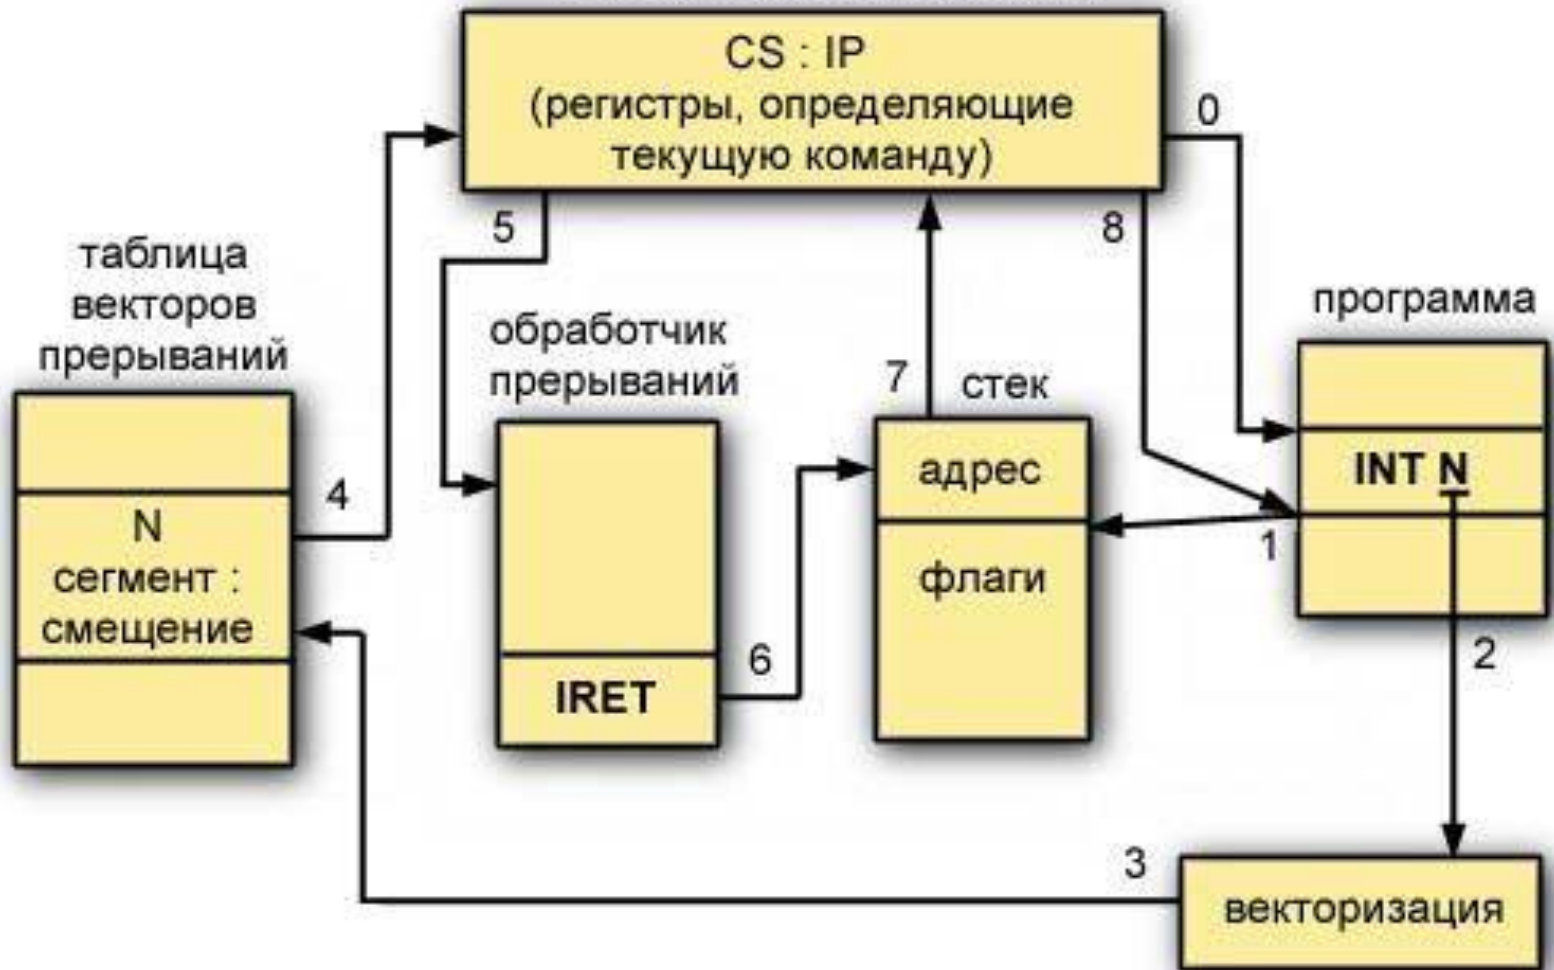 CS : IP
(регистры, определяющие
текущую команду)
0
5
8
таблица
векторов
прерываний
обработчик
прерываний
программа
7
стек
4
N
сегмент :
смещение
адрес
флаги
INT N
1
IRET
6
2
3
векторизация